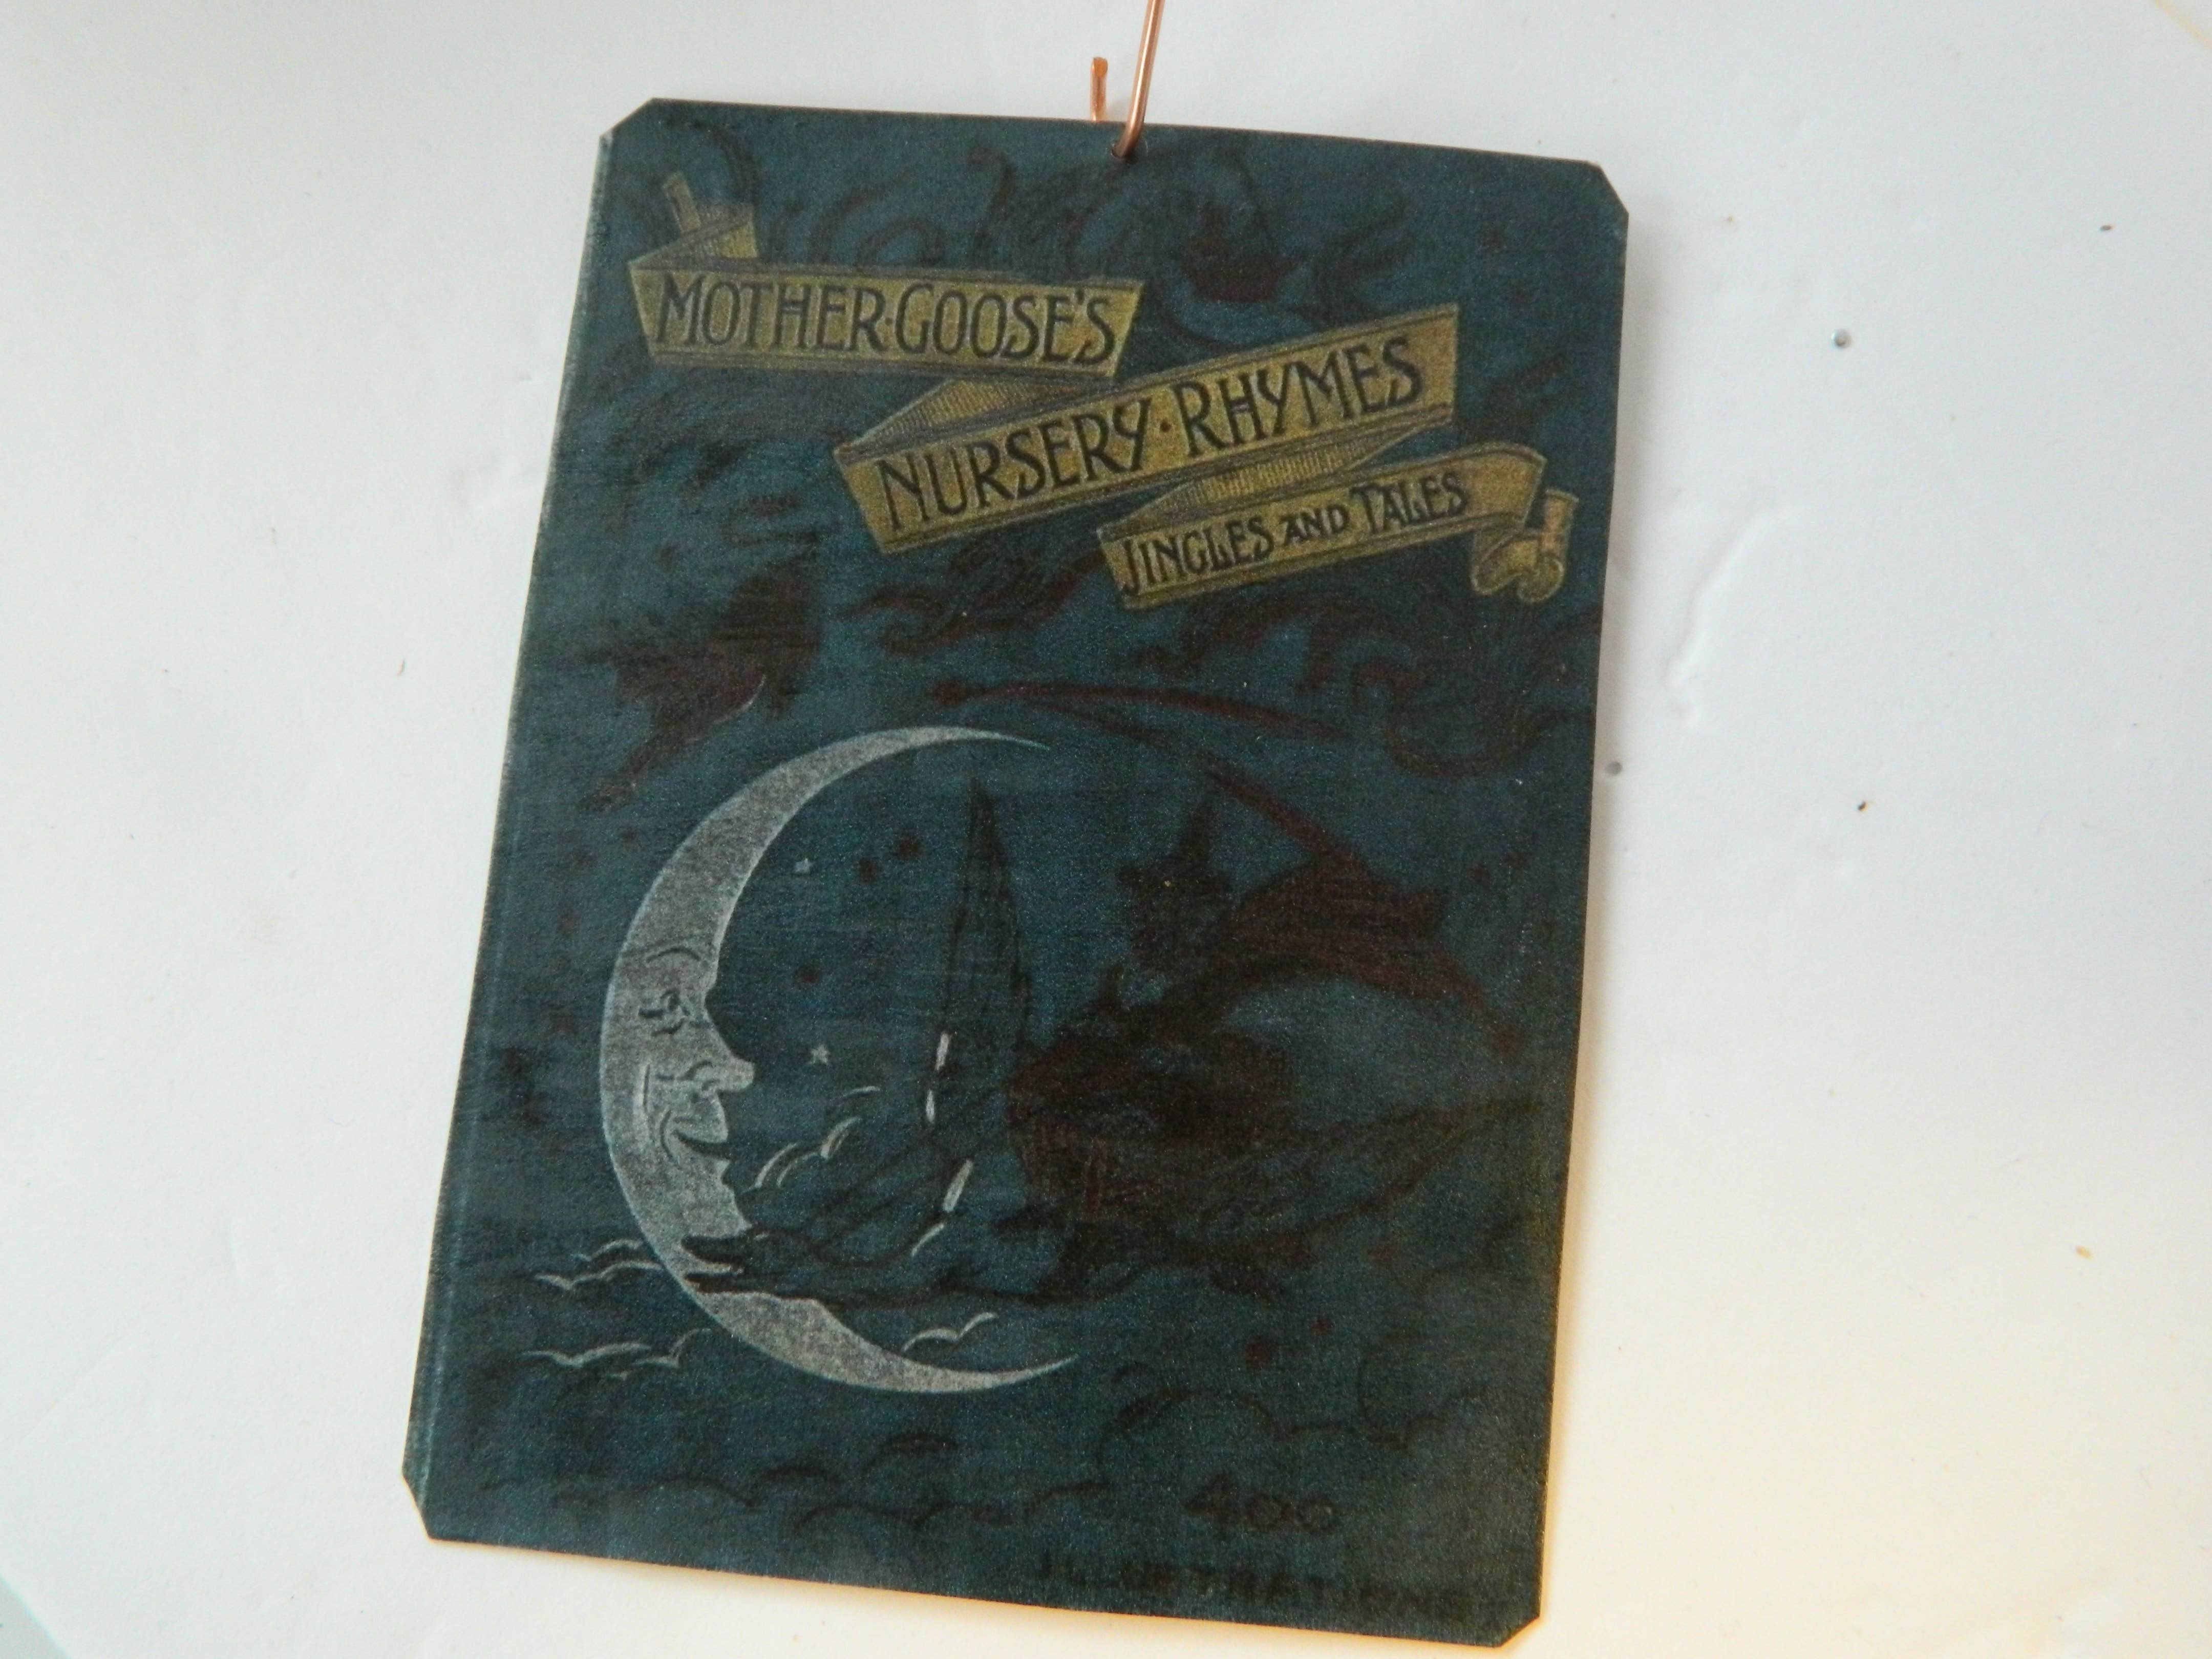 MOTHER·GOOSE'S
NURSERY·RHYMES
JINGLES AND TALES
400
ILLUSTRATIONS